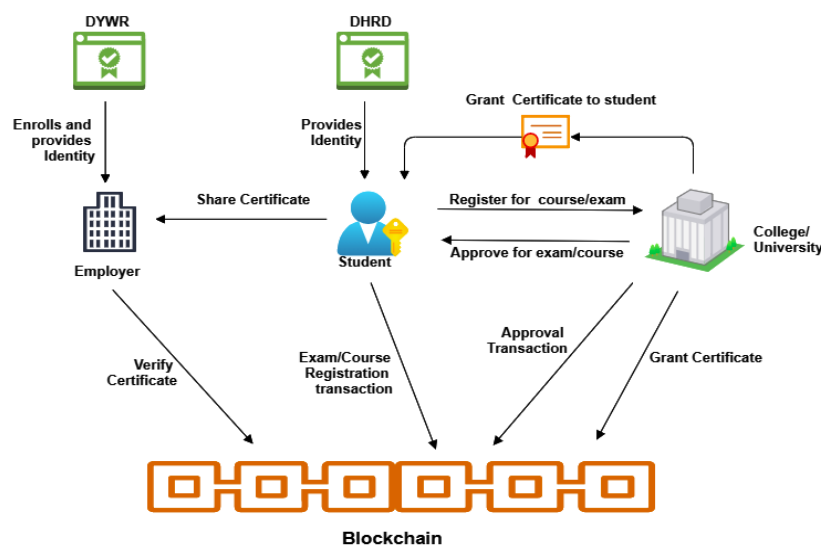 DYWR
DHRD
Grant Certificate to student
Enrolls and
provides
Identity
Provides
Identity
Share Certificate
Register for course/exam
College/
University
Student
Approve for exam/course
Employer
Verify
Certificate
Exam/Course
Registration
transaction
Approval
Transaction
Grant Certificate
Blockchain